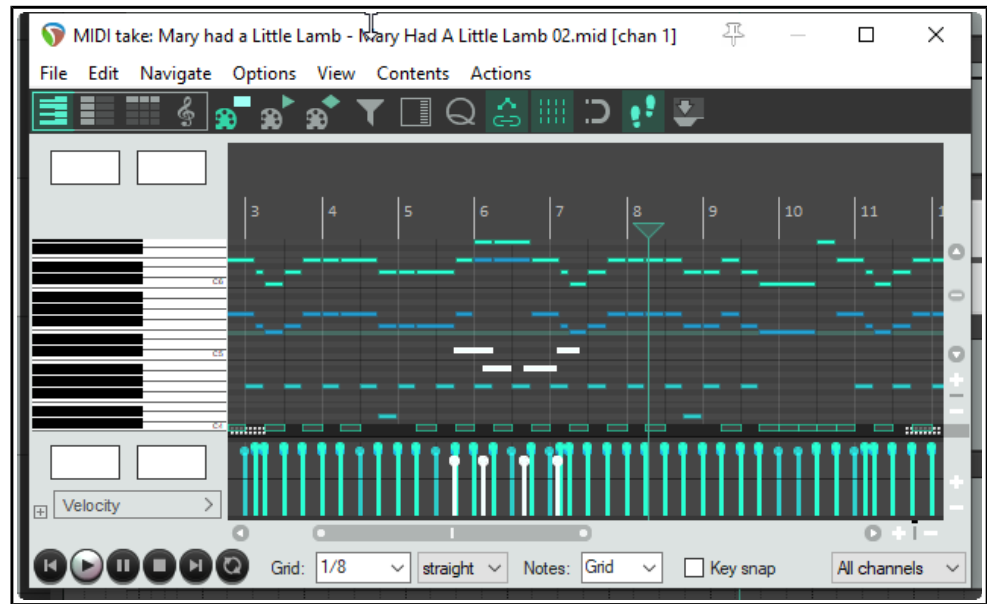 MIDI take: Mary had a Little Lamb - Mary Had A Little Lamb 02.mid [chan 1]
File Edit Navigate Options View Contents Actions
3 4 5 6 7 8 9 10 11 1
C6
C5
C4
Velocity
Grid: 1/8 straight Notes: Grid Key snap All channels